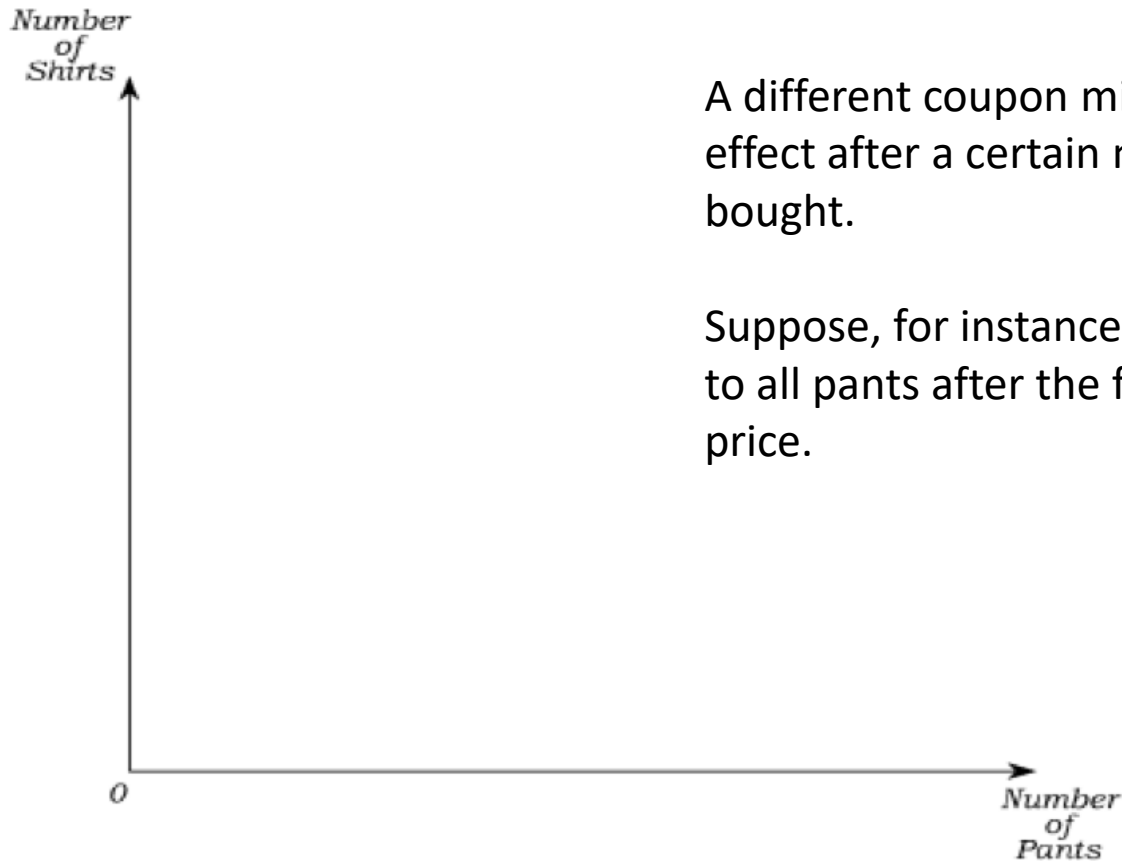 Number
of
Shirts
A different coupon mi
effect after a certain
bought.
Suppose, for instance
to all pants after the
price.
0
Number
of
Pants